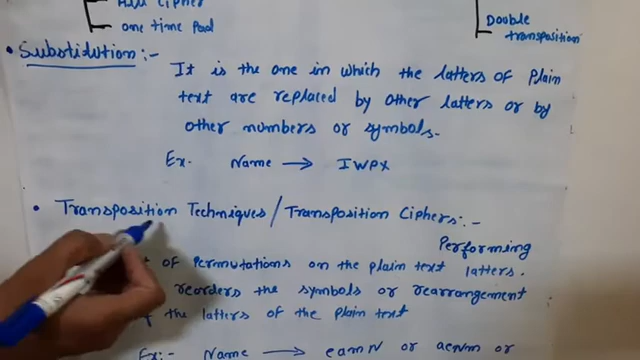 Hill Cipher
one time Pad
Double
transposition
• Substitution :-
It is the one in which the latters of plain
text are replaced by other latters or by
other numbers or symbols.
Ex. Name → IWPX
• Transposition Techniques / Transposition Ciphers :-
Performing
of Permutations on the plain text latters.
reorders the symbols or rearrangement
the latters of the plain text
Ex :- Name → eamN or aenm or